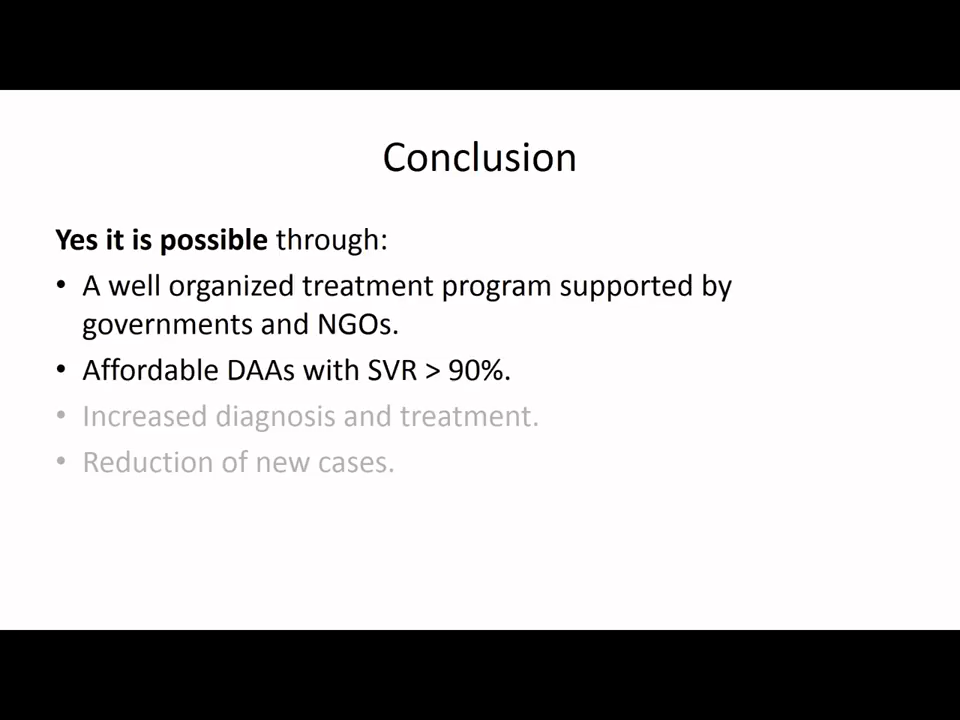 Conclusion
Yes it is possible through:
• A well organized treatment program supported by
governments and NGOs.
• Affordable DAAs with SVR > 90%.
• Increased diagnosis and treatment.
• Reduction of new cases.